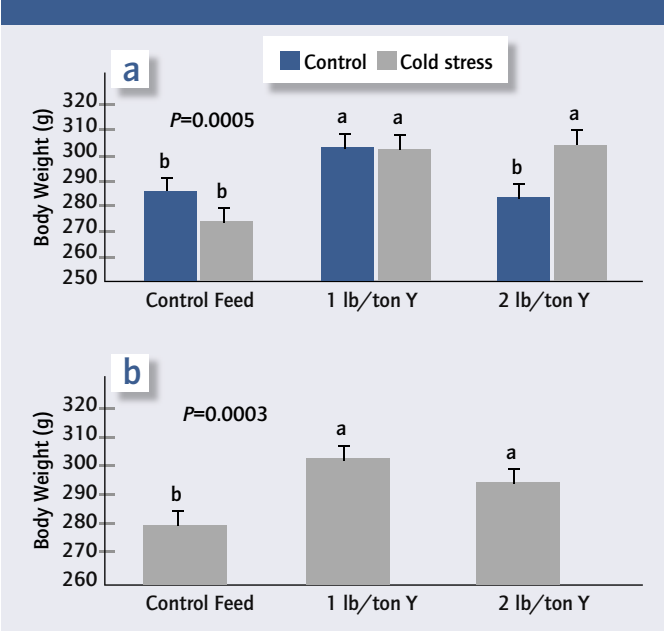 Control Cold stress
a
P=0.0005
Body Weight (g)
320
310
300
290
280
270
260
250
b b a a b a
Control Feed 1 lb/ton Y 2 lb/ton Y
b
P=0.0003
Body Weight (g)
320
310
300
290
280
270
260
b a a
Control Feed 1 lb/ton Y 2 lb/ton Y